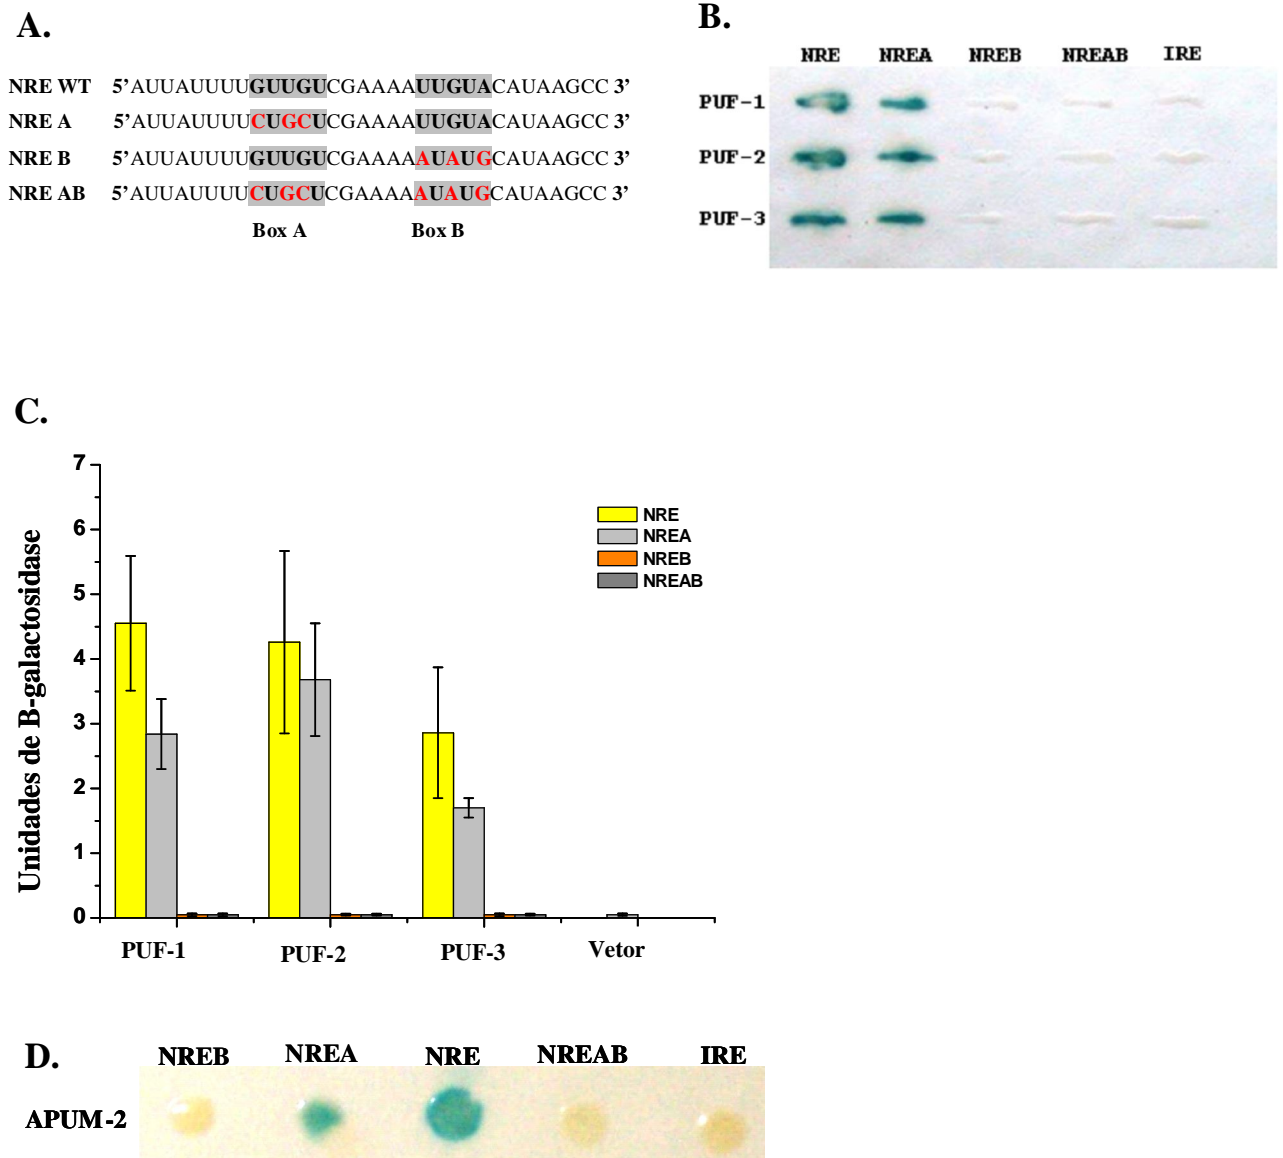 A.
NRE WT 5’AUUAUUUUGUUGUCGAAAAUUGUACAUAAGCC 3’
NRE A 5’AUUAUUUUCUGCUCGAAAAUUGUACAUAAGCC 3’
NRE B 5’AUUAUUUUGUUGUCGAAAAAUAUGCAUAAGCC 3’
NRE AB 5’AUUAUUUUCUGCUCGAAAAAUAUGCAUAAGCC 3’
Box A Box B
B.
NRE NREA NREB NREAB IRE
PUF-1
PUF-2
PUF-3
C.
Unidades de B-galactosidase
7
6
5
4
3
2
1
0
NRE
NREA
NREB
NREAB
PUF-1 PUF-2 PUF-3 Vetor
D.
NREB NREA NRE NREAB IRE
APUM-2